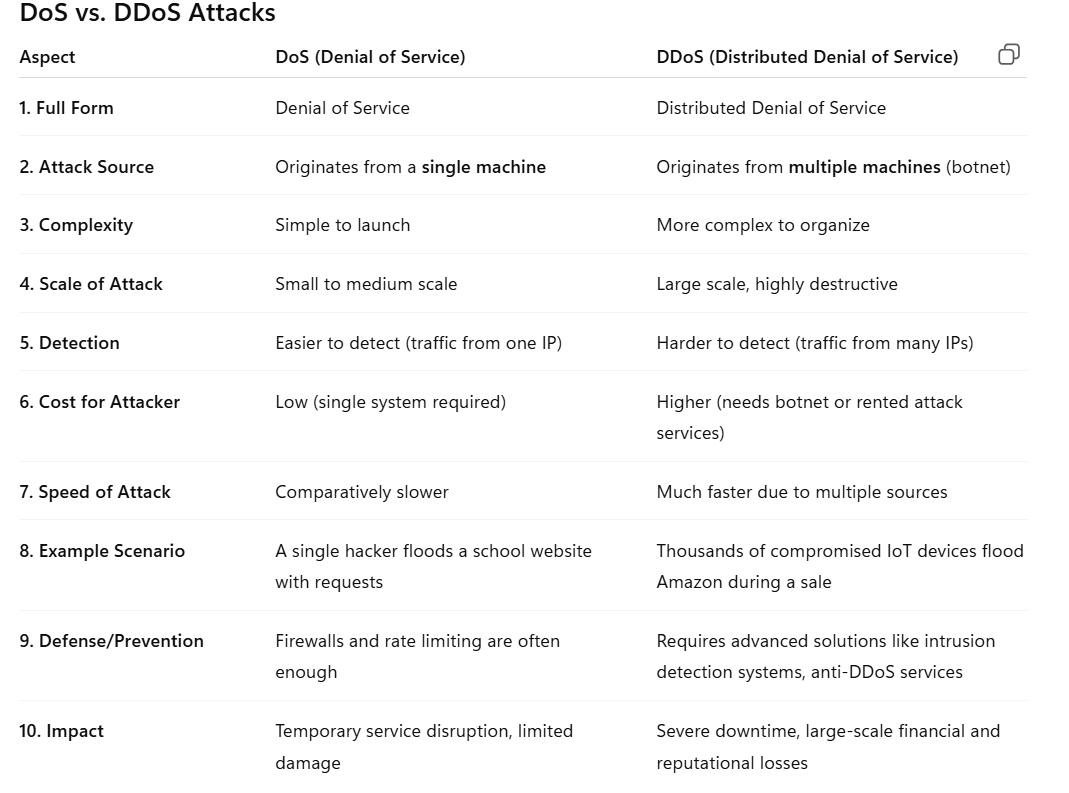 DoS vs. DDoS Attacks
Aspect DoS (Denial of Service) DDoS (Distributed Denial of Service)
1. Full Form Denial of Service Distributed Denial of Service
2. Attack Source Originates from a single machine Originates from multiple machines (botnet)
3. Complexity Simple to launch More complex to organize
4. Scale of Attack Small to medium scale Large scale, highly destructive
5. Detection Easier to detect (traffic from one IP) Harder to detect (traffic from many IPs)
6. Cost for Attacker Low (single system required) Higher (needs botnet or rented attack
services)
7. Speed of Attack Comparatively slower Much faster due to multiple sources
8. Example Scenario A single hacker floods a school website
with requests
Thousands of compromised IoT devices flood
Amazon during a sale
9. Defense/Prevention Firewalls and rate limiting are often
enough
Requires advanced solutions like intrusion
detection systems, anti-DDoS services
10. Impact Temporary service disruption, limited
damage
Severe downtime, large-scale financial and
reputational losses